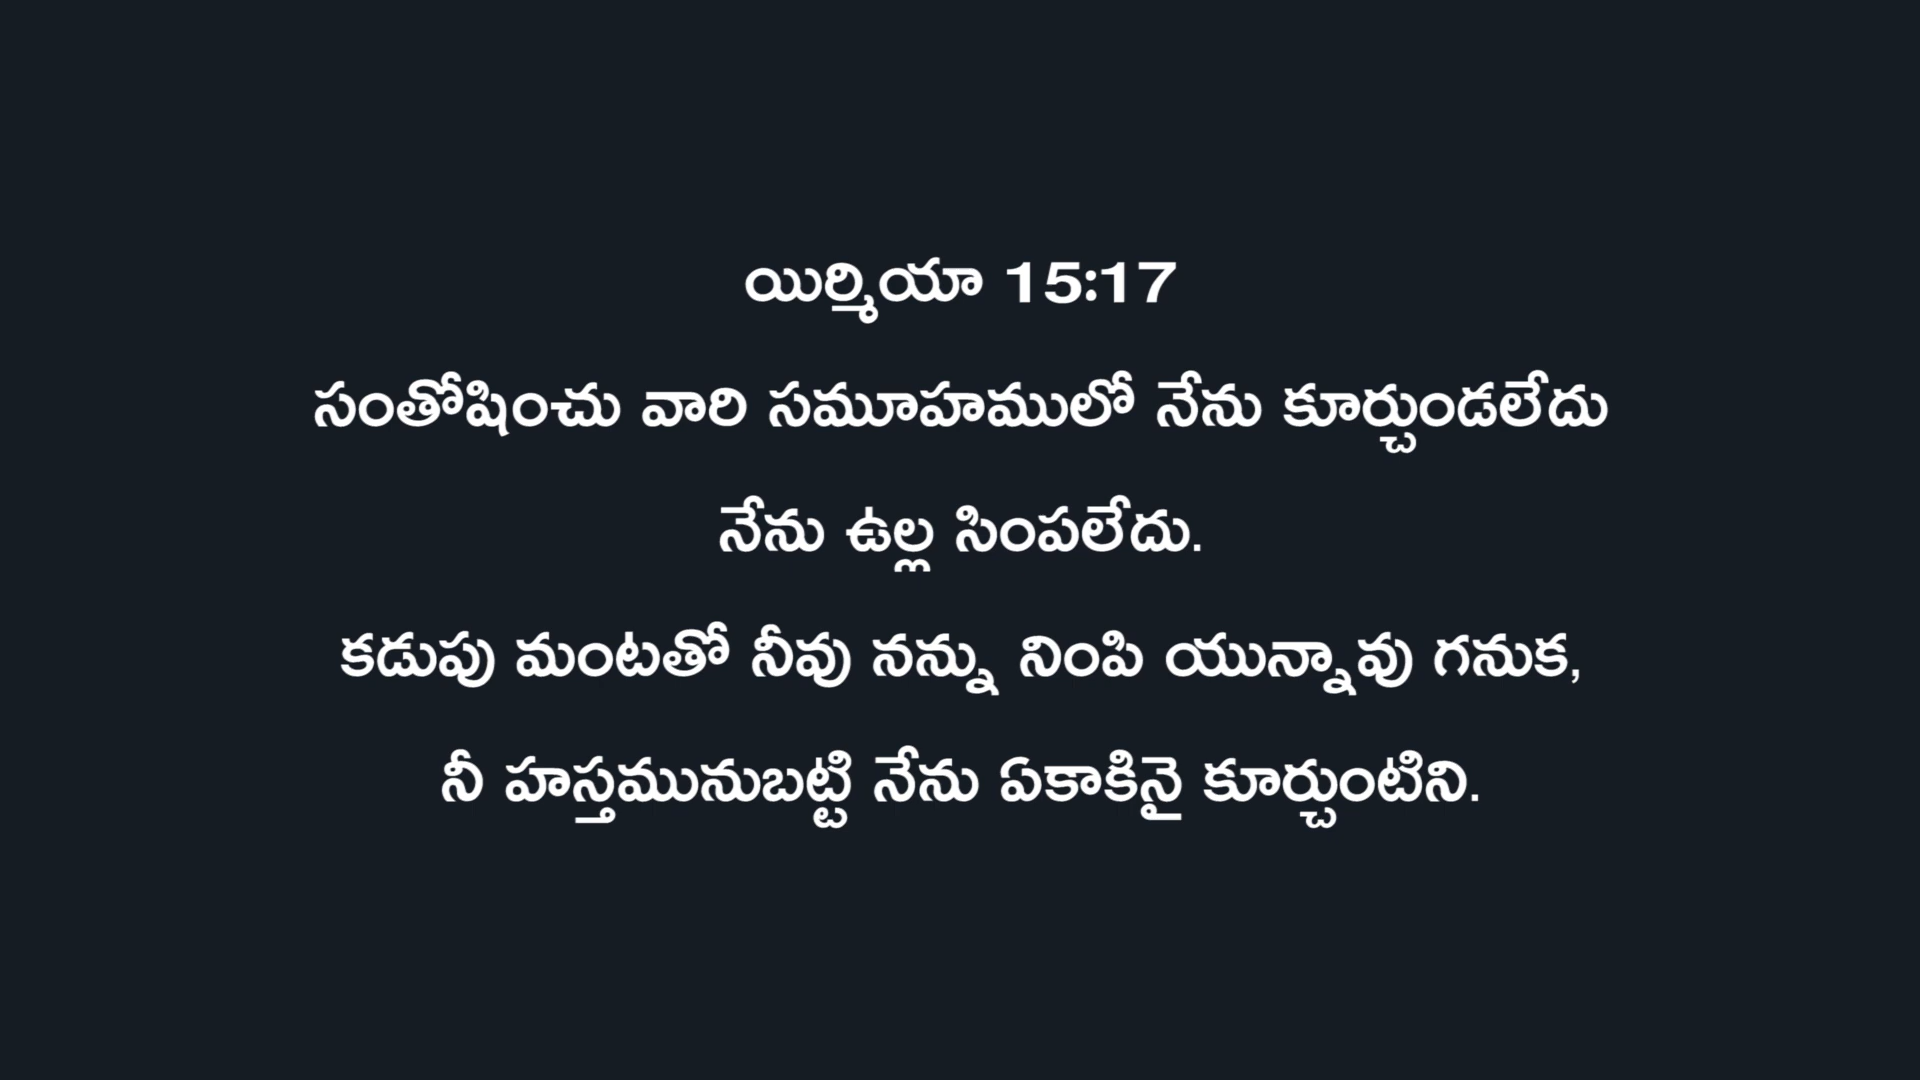 యిర్మియా 15:17
సంతోషించు వారి సమూహములో నేను కూర్చుండలేదు
నేను ఉల్ల సింపలేదు.
కడుపు మంటతో నీవు నన్ను నింపి యున్నావు గనుక,
నీ హస్తమునుబట్టి నేను ఏకాకినై కూర్చుంటిని.